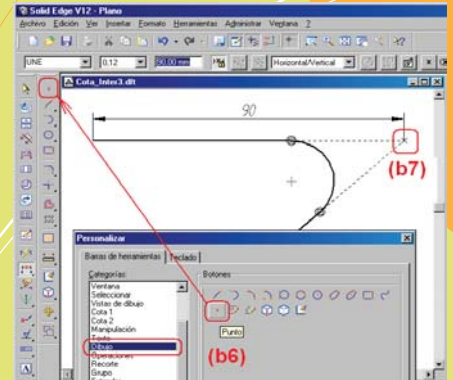 Solid Edge V12 - Plano
Archivo Edición Ver Insertar Formato Herramientas Administrar Ventana ?
UNE 0,12 90,00 mm Horizontal/Vertical
Cota_Inter3.dft
90
(b7)
Personalizar
Barras de herramientas Teclado
Categorías: Botones
Ventana
Seleccionar
Vistas de dibujo
Cota 1
Cota 2
Manipulación
Texto
Dibujo
Operaciones
Recorte
Grupo
Punto
(b6)